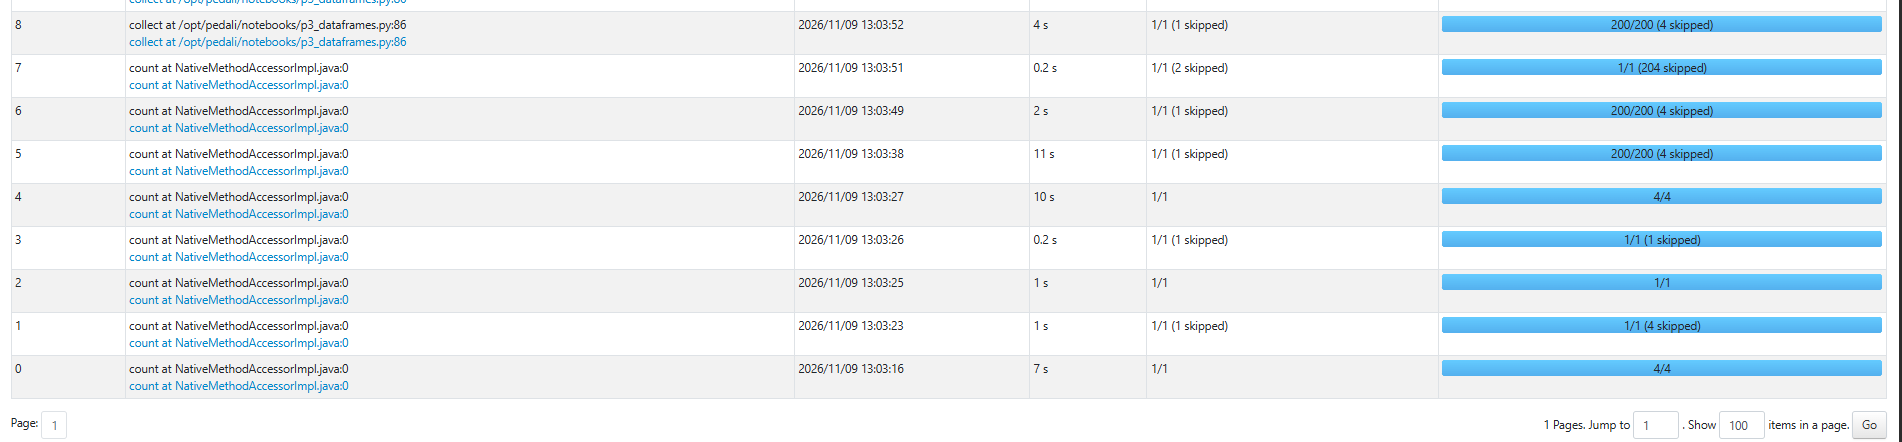 collect at /opt/pedali/notebooks/p3_dataframes.py:86
8 collect at /opt/pedali/notebooks/p3_dataframes.py:86 2026/11/09 13:03:52 4 s 1/1 (1 skipped) 200/200 (4 skipped)
collect at /opt/pedali/notebooks/p3_dataframes.py:86
7 count at NativeMethodAccessorImpl.java:0 2026/11/09 13:03:51 0.2 s 1/1 (2 skipped) 1/1 (204 skipped)
count at NativeMethodAccessorImpl.java:0
6 count at NativeMethodAccessorImpl.java:0 2026/11/09 13:03:49 2 s 1/1 (1 skipped) 200/200 (4 skipped)
count at NativeMethodAccessorImpl.java:0
5 count at NativeMethodAccessorImpl.java:0 2026/11/09 13:03:38 11 s 1/1 (1 skipped) 200/200 (4 skipped)
count at NativeMethodAccessorImpl.java:0
4 count at NativeMethodAccessorImpl.java:0 2026/11/09 13:03:27 10 s 1/1 4/4
count at NativeMethodAccessorImpl.java:0
3 count at NativeMethodAccessorImpl.java:0 2026/11/09 13:03:26 0.2 s 1/1 (1 skipped) 1/1 (1 skipped)
count at NativeMethodAccessorImpl.java:0
2 count at NativeMethodAccessorImpl.java:0 2026/11/09 13:03:25 1 s 1/1 1/1
count at NativeMethodAccessorImpl.java:0
1 count at NativeMethodAccessorImpl.java:0 2026/11/09 13:03:23 1 s 1/1 (1 skipped) 1/1 (4 skipped)
count at NativeMethodAccessorImpl.java:0
0 count at NativeMethodAccessorImpl.java:0 2026/11/09 13:03:16 7 s 1/1 4/4
count at NativeMethodAccessorImpl.java:0
Page: 1 1 Pages. Jump to 1 . Show 100 items in a page. Go